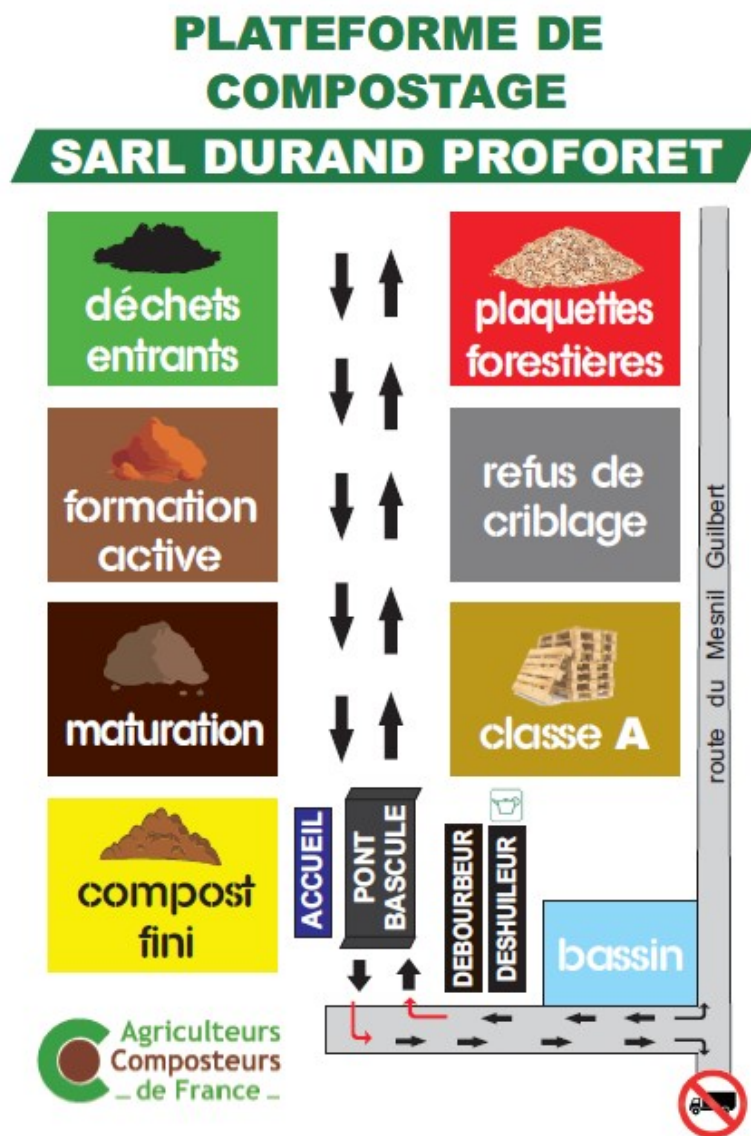 PLATEFORME DE
COMPOSTAGE
SARL DURAND PROFORET
déchets
entrants
plaquettes
forestières
formation
active
refus de
criblage
maturation
classe A
route du Mesnil Guilbert
compost
fini
ACCUEIL
PONT
BASCULE
DEBOURBEUR
DESHUILEUR
bassin
Agriculteurs
Composteurs
_ de France _